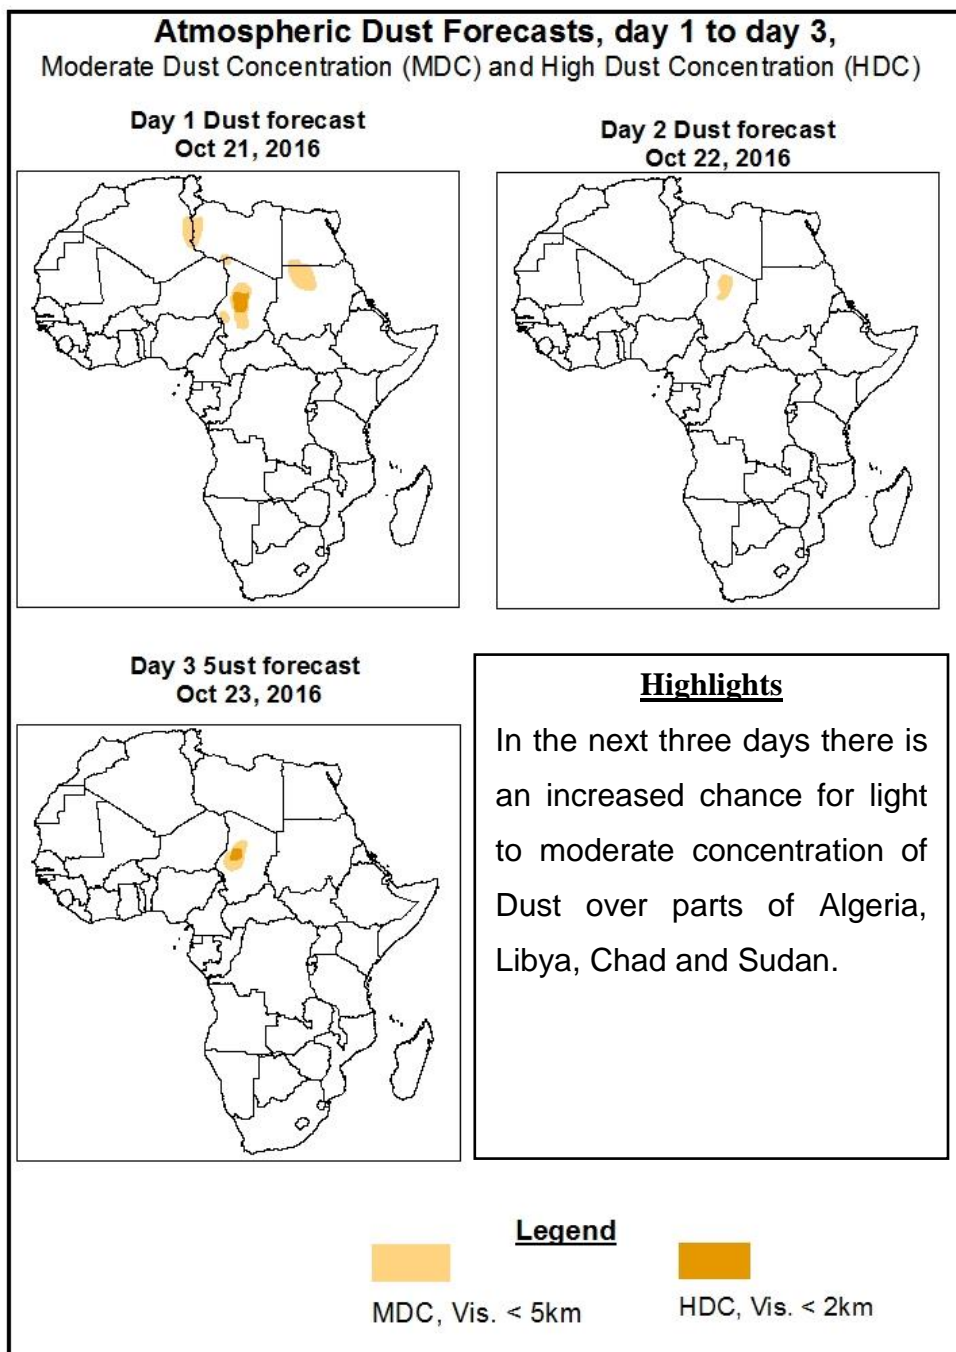 Atmospheric Dust Forecasts, day 1 to day 3,
Moderate Dust Concentration (MDC) and High Dust Concentration (HDC)
Day 1 Dust forecast
Oct 21, 2016
Day 2 Dust forecast
Oct 22, 2016
Day 3 5ust forecast
Oct 23, 2016
Highlights
In the next three days there is
an increased chance for light
to moderate concentration of
Dust over parts of Algeria,
Libya, Chad and Sudan.
Legend
MDC, Vis. < 5km
HDC, Vis. < 2km